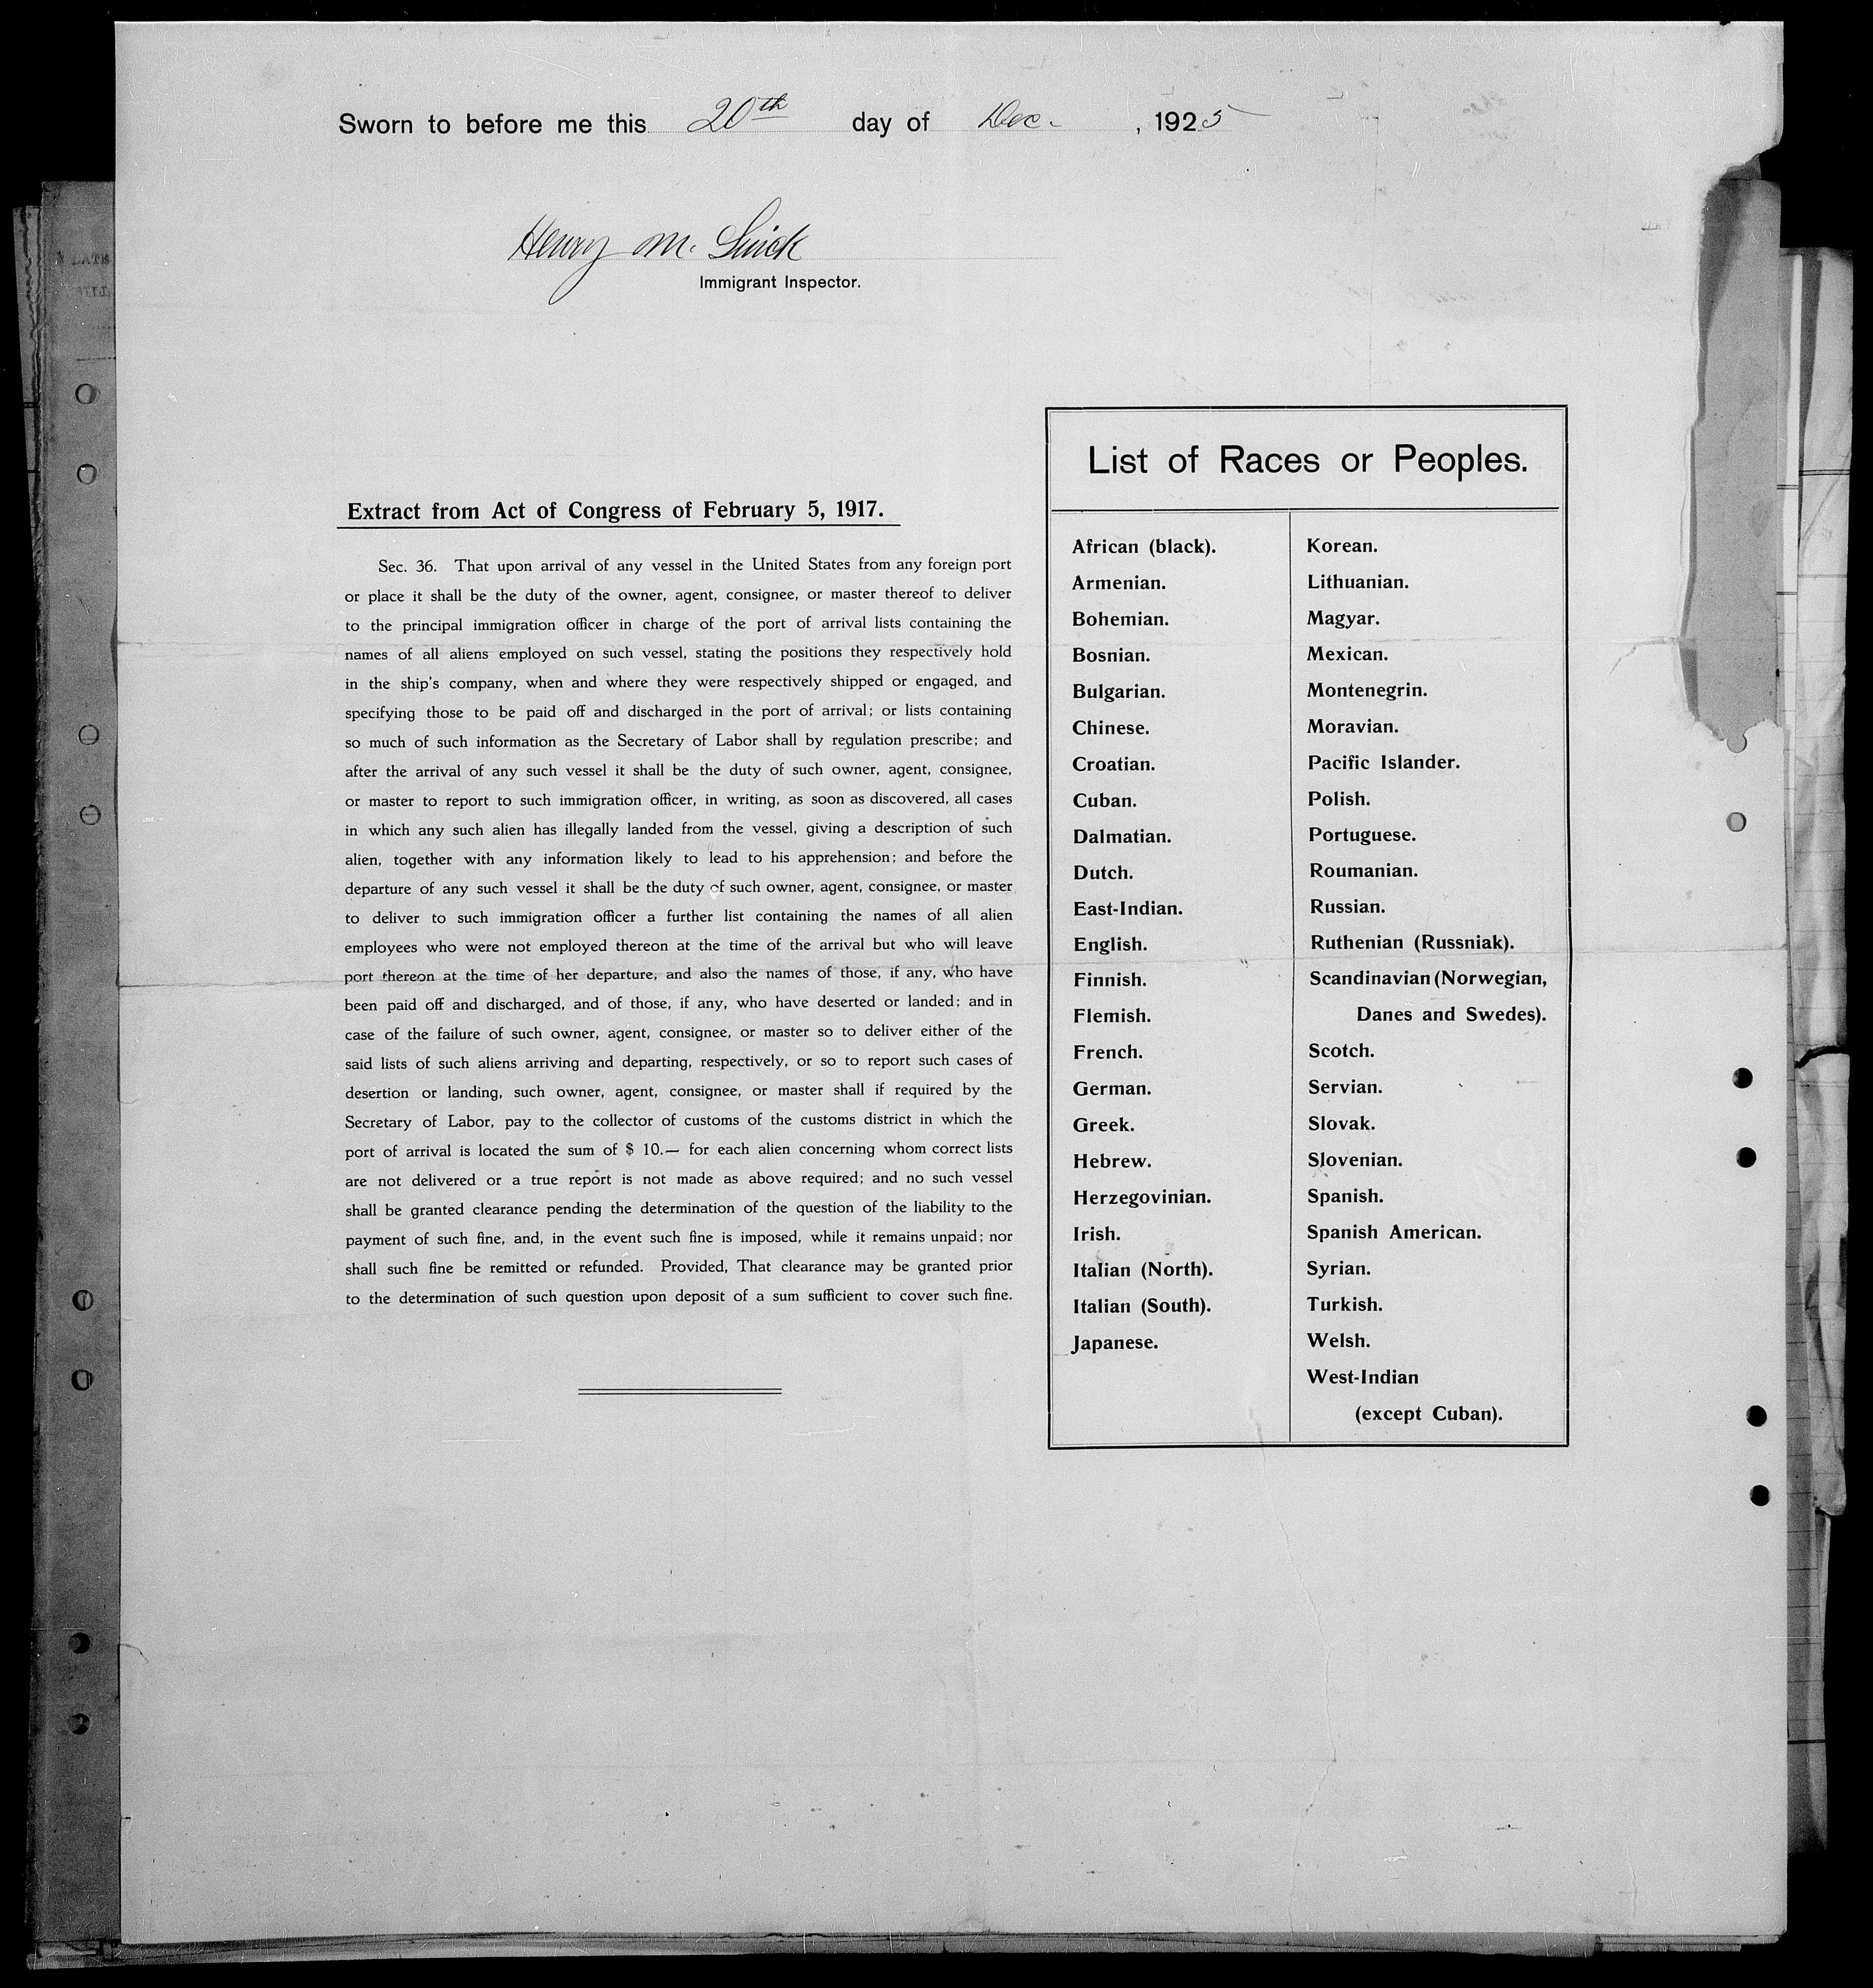 Sworn to before me this 20th day of Dec. , 1925
Henry M.
Immigrant Inspector.
Extract from Act of Congress of February 5, 1917.
Sec. 36. That upon arrival of any vessel in the United States from any foreign port
or place it shall be the duty of the owner, agent, consignee, or master thereof to deliver
to the principal immigration officer in charge of the port of arrival lists containing the
names of all aliens employed on such vessel, stating the positions they respectively hold
in the ship's company, when and where they were respectively shipped or engaged, and
specifying those to be paid off and discharged in the port of arrival; or lists containing
so much of such information as the Secretary of Labor shall by regulation prescribe; and
after the arrival of any such vessel it shall be the duty of such owner, agent, consignee,
or master to report to such immigration officer, in writing, as soon as discovered, all cases
in which any such alien has illegally landed from the vessel, giving a description of such
alien, together with any information likely to lead to his apprehension; and before the
departure of any such vessel it shall be the duty of such owner, agent, consignee, or master
to deliver to such immigration officer a further list containing the names of all alien
employees who were not employed thereon at the time of the arrival but who will leave
port thereon at the time of her departure, and also the names of those, if any, who have
been paid off and discharged, and of those, if any, who have deserted or landed; and in
case of the failure of such owner, agent, consignee, or master so to deliver either of the
said lists of such aliens arriving and departing, respectively, or so to report such cases of
desertion or landing, such owner, agent, consignee, or master shall if required by the
Secretary of Labor, pay to the collector of customs of the customs district in which the
port of arrival is located the sum of $ 10.— for each alien concerning whom correct lists
are not delivered or a true report is not made as above required; and no such vessel
shall be granted clearance pending the determination of the question of the liability to the
payment of such fine, and, in the event such fine is imposed, while it remains unpaid; nor
shall such fine be remitted or refunded. Provided, That clearance may be granted prior
to the determination of such question upon deposit of a sum sufficient to cover such fine.
List of Races or Peoples.
African (black).
Armenian.
Bohemian.
Bosnian.
Bulgarian.
Chinese.
Croatian.
Cuban.
Dalmatian.
Dutch.
East-Indian.
English.
Finnish.
Flemish.
French.
German.
Greek.
Hebrew.
Herzegovinian.
Irish.
Italian (North).
Italian (South).
Japanese.
Korean.
Lithuanian.
Magyar.
Mexican.
Montenegrin.
Moravian.
Pacific Islander.
Polish.
Portuguese.
Roumanian.
Russian.
Ruthenian (Russniak).
Scandinavian (Norwegian,
Danes and Swedes).
Scotch.
Servian.
Slovak.
Slovenian.
Spanish.
Spanish American.
Syrian.
Turkish.
Welsh.
West-Indian
(except Cuban).